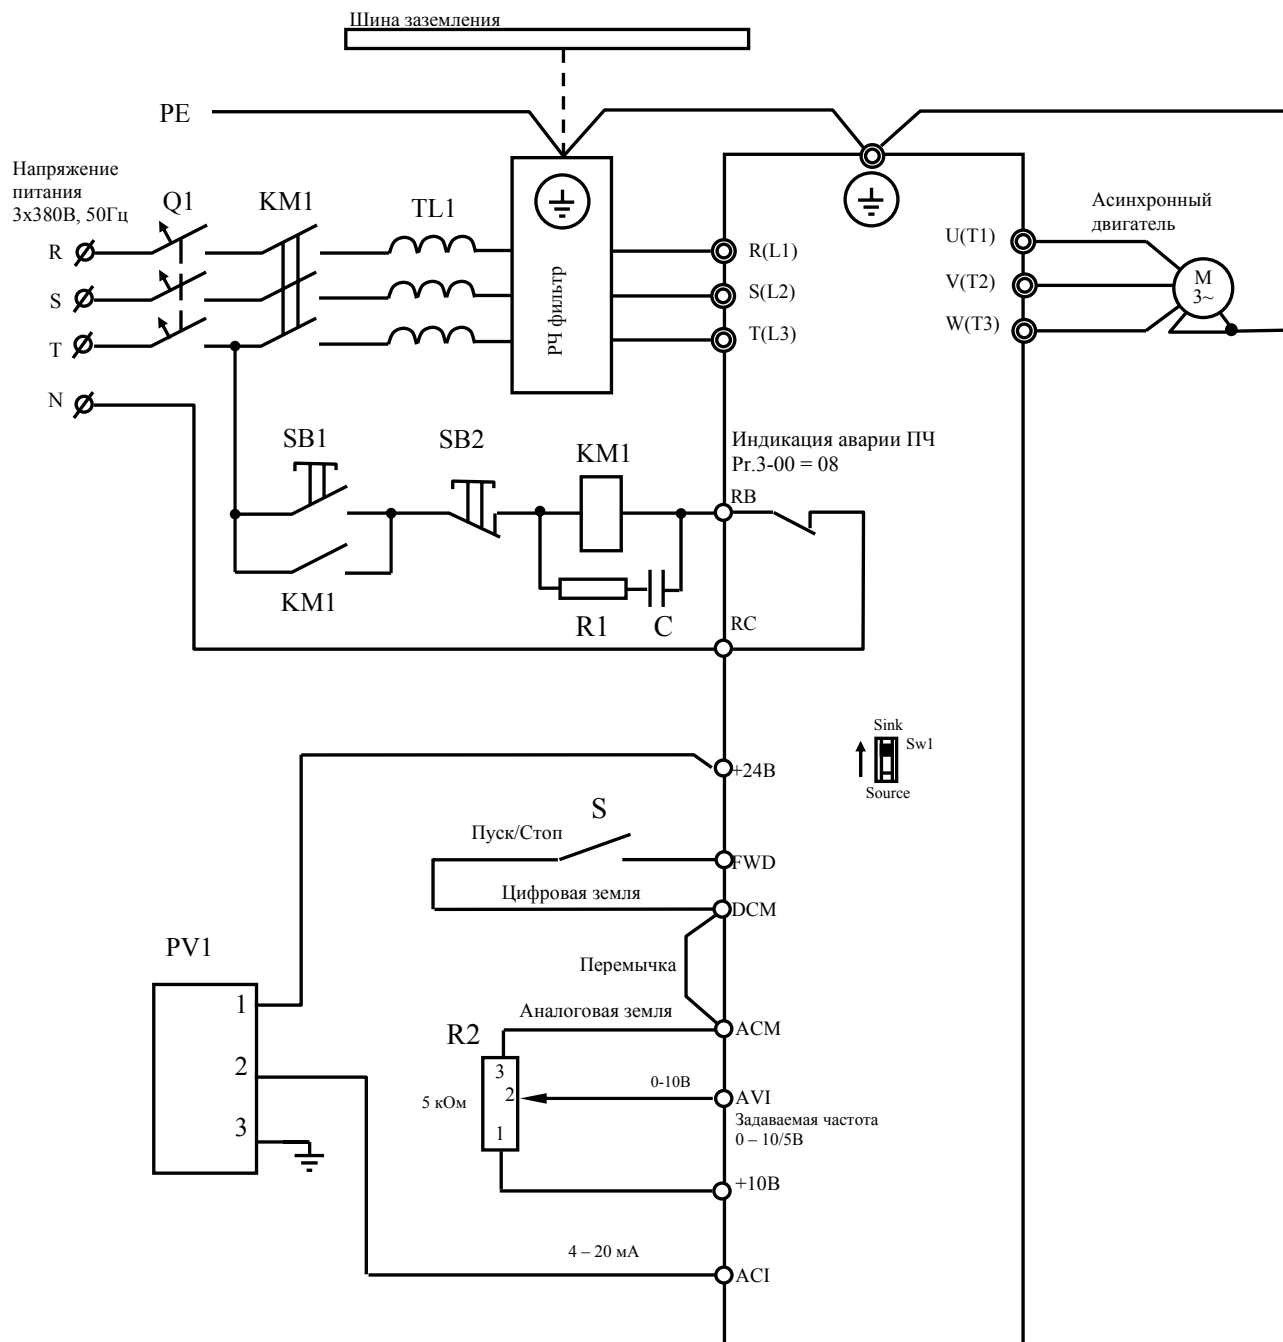 Шина заземления
PE
Напряжение
питания
3х380В, 50Гц
Q1
KM1
TL1
R
S
T
N
РЧ фильтр
R(L1)
S(L2)
T(L3)
U(T1)
V(T2)
W(T3)
Асинхронный
двигатель
M
3~
SB1
SB2
KM1
KM1
R1
C
Индикация аварии ПЧ
Pr.3-00 = 08
RB
RC
Sink
Sw1
Source
+24В
S
Пуск/Стоп
FWD
Цифровая земля
DCM
Перемычка
Аналоговая земля
ACM
PV1
1
2
3
R2
5 кОм
3
2
1
0-10В
AVI
Задаваемая частота
0 – 10/5В
+10В
4 – 20 мА
ACI